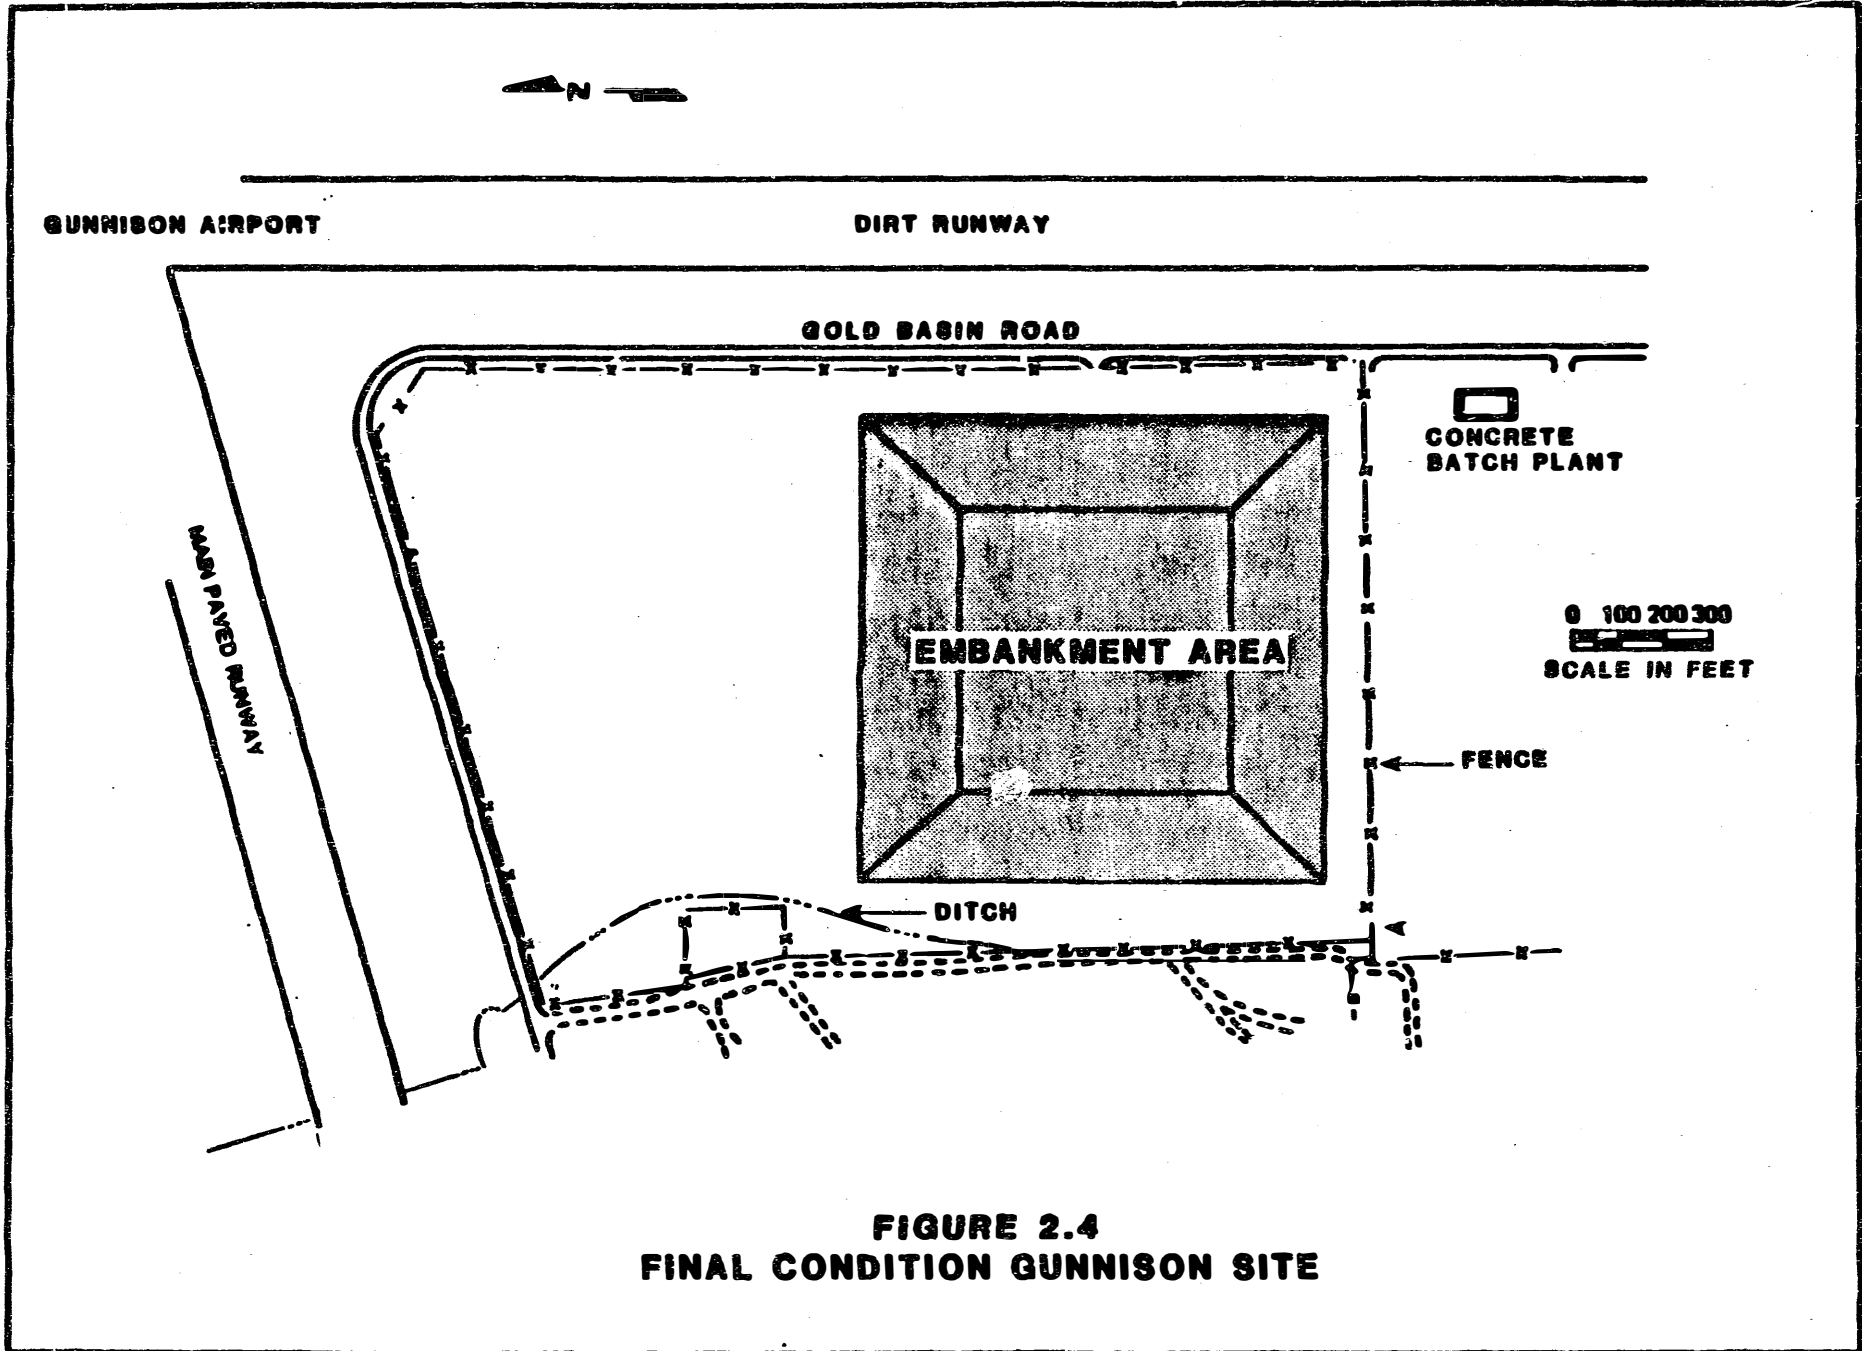 N
GUNNISON AIRPORT
DIRT RUNWAY
GOLD BASIN ROAD
CONCRETE
BATCH PLANT
MAIN PAVED RUNWAY
0 100 200 300
SCALE IN FEET
EMBANKMENT AREA
FENCE
DITCH
FIGURE 2.4
FINAL CONDITION GUNNISON SITE